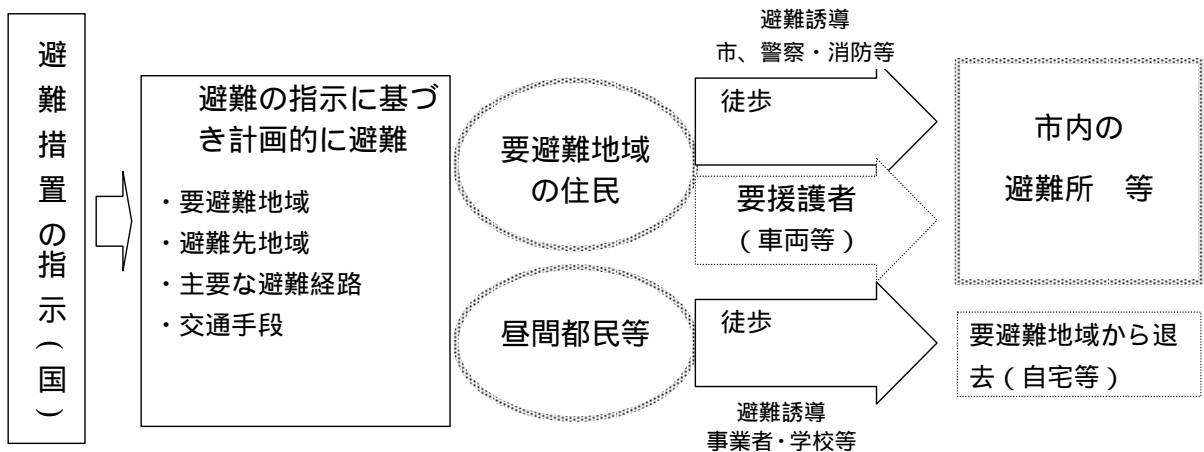 避難措置の指示(国)
避難の指示に基づ
き計画的に避難
・要避難地域
・避難先地域
・主要な避難経路
・交通手段
要避難地域
の住民
昼間都民等
避難誘導
市、警察・消防等
徒歩
要援護者
(車両等)
徒歩
避難誘導
事業者・学校等
市内の
避難所　等
要避難地域から退
去(自宅等)